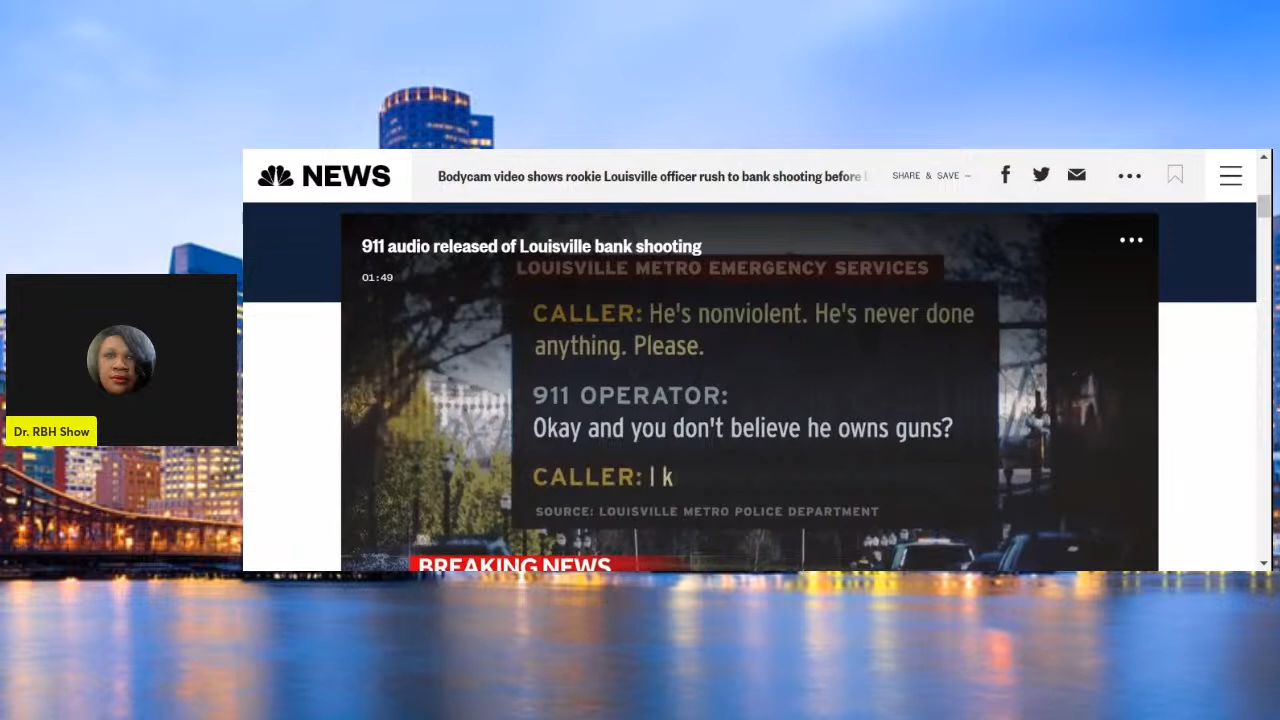 NEWS
Bodycam video shows rookie Louisville officer rush to bank shooting before
SHARE & SAVE —
911 audio released of Louisville bank shooting
01:49
LOUISVILLE METRO EMERGENCY SERVICES
CALLER: He's nonviolent. He's never done
anything. Please.
911 OPERATOR:
Okay and you don't believe he owns guns?
CALLER: I k
SOURCE: LOUISVILLE METRO POLICE DEPARTMENT
BREAKING NEWS
Dr. RBH Show